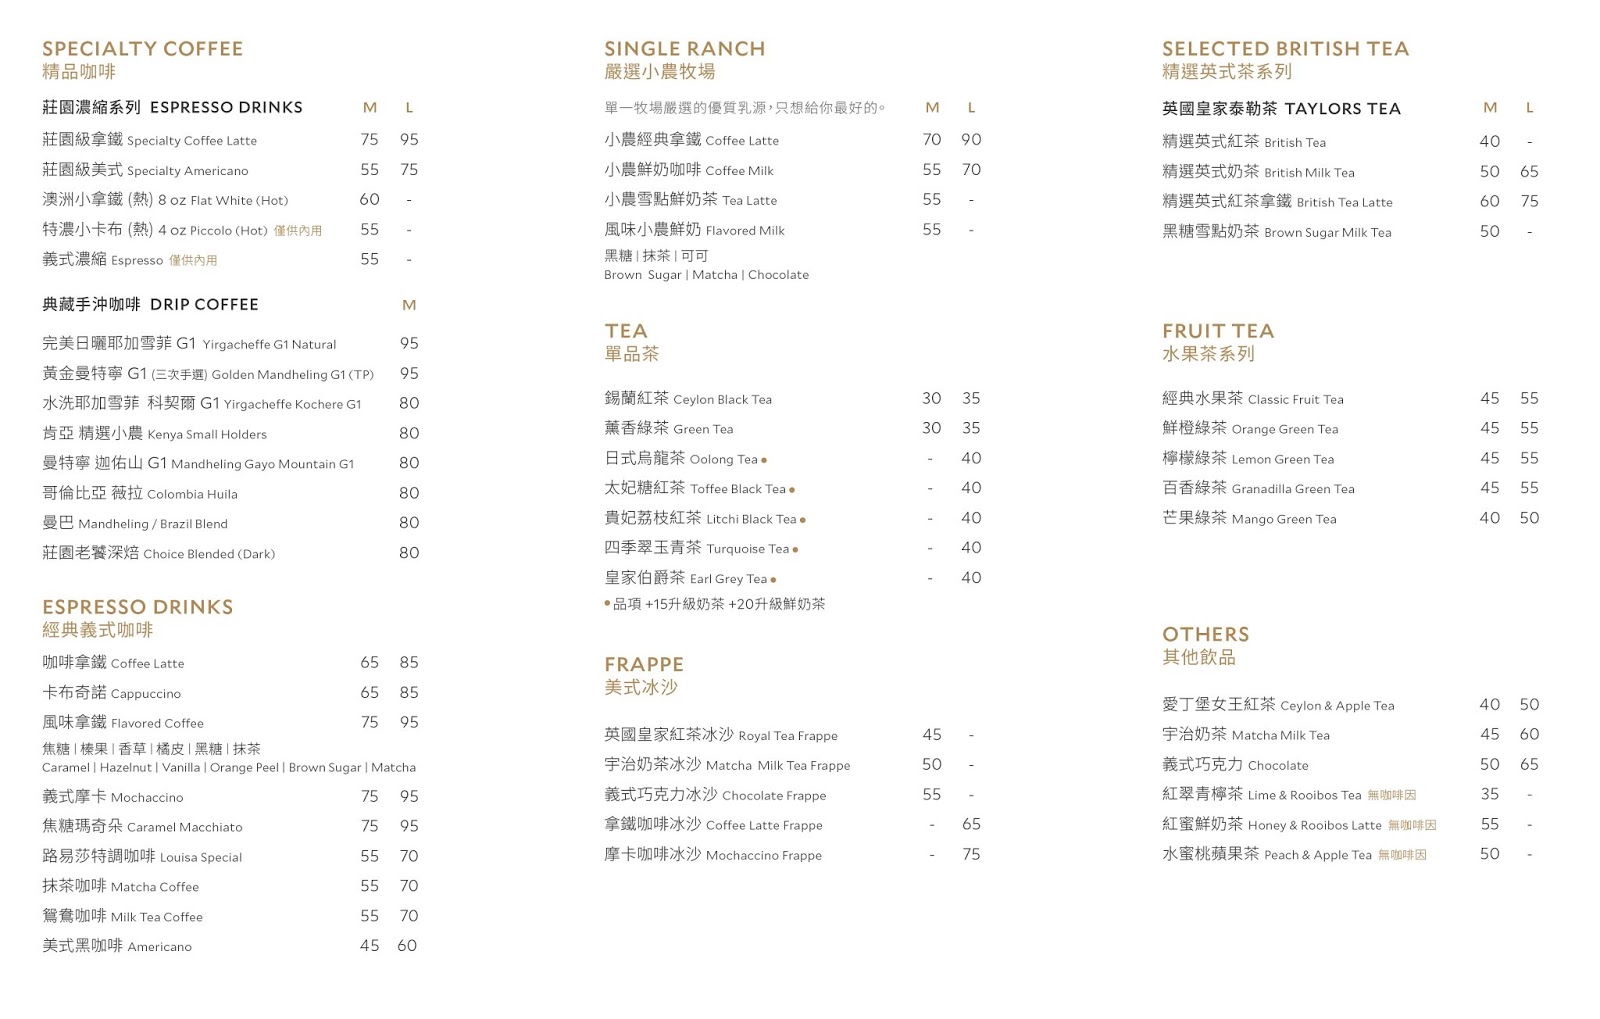 SPECIALTY COFFEE
精品咖啡
莊園濃縮系列 ESPRESSO DRINKS M L
莊園級拿鐵 Specialty Coffee Latte 75 95
莊園級美式 Specialty Americano 55 75
澳洲小拿鐵 (熱) 8 oz Flat White (Hot) 60 -
特濃小卡布 (熱) 4 oz Piccolo (Hot) 僅供內用 55 -
義式濃縮 Espresso 僅供內用 55 -
典藏手沖咖啡 DRIP COFFEE M
完美日曬耶加雪菲 G1 Yirgacheffe G1 Natural 95
黃金曼特寧 G1 (三次手選) Golden Mandheling G1 (TP) 95
水洗耶加雪菲 科契爾 G1 Yirgacheffe Kochere G1 80
肯亞 精選小農 Kenya Small Holders 80
曼特寧 迦佑山 G1 Mandheling Gayo Mountain G1 80
哥倫比亞 薇拉 Colombia Huila 80
曼巴 Mandheling / Brazil Blend 80
莊園老饕深焙 Choice Blended (Dark) 80
ESPRESSO DRINKS
經典義式咖啡
咖啡拿鐵 Coffee Latte 65 85
卡布奇諾 Cappuccino 65 85
風味拿鐵 Flavored Coffee 75 95
焦糖 | 榛果 | 香草 | 橘皮 | 黑糖 | 抹茶
Caramel | Hazelnut | Vanilla | Orange Peel | Brown Sugar | Matcha
義式摩卡 Mochaccino 75 95
焦糖瑪奇朵 Caramel Macchiato 75 95
路易莎特調咖啡 Louisa Special 55 70
抹茶咖啡 Matcha Coffee 55 70
鴛鴦咖啡 Milk Tea Coffee 55 70
美式黑咖啡 Americano 45 60
SINGLE RANCH
嚴選小農牧場
單一牧場嚴選的優質乳源，只想給你最好的。 M L
小農經典拿鐵 Coffee Latte 70 90
小農鮮奶咖啡 Coffee Milk 55 70
小農雪點鮮奶茶 Tea Latte 55 -
風味小農鮮奶 Flavored Milk 55 -
黑糖 | 抹茶 | 可可
Brown Sugar | Matcha | Chocolate
TEA
單品茶
錫蘭紅茶 Ceylon Black Tea 30 35
薰香綠茶 Green Tea 30 35
日式烏龍茶 Oolong Tea ● - 40
太妃糖紅茶 Toffee Black Tea ● - 40
貴妃荔枝紅茶 Litchi Black Tea ● - 40
四季翠玉青茶 Turquoise Tea ● - 40
皇家伯爵茶 Earl Grey Tea ● - 40
●品項 +15升級奶茶 +20升級鮮奶茶
FRAPPE
美式冰沙
英國皇家紅茶冰沙 Royal Tea Frappe 45 -
宇治奶茶冰沙 Matcha Milk Tea Frappe 50 -
義式巧克力冰沙 Chocolate Frappe 55 -
拿鐵咖啡冰沙 Coffee Latte Frappe - 65
摩卡咖啡冰沙 Mochaccino Frappe - 75
SELECTED BRITISH TEA
精選英式茶系列
英國皇家泰勒茶 TAYLORS TEA M L
精選英式紅茶 British Tea 40 -
精選英式奶茶 British Milk Tea 50 65
精選英式紅茶拿鐵 British Tea Latte 60 75
黑糖雪點奶茶 Brown Sugar Milk Tea 50 -
FRUIT TEA
水果茶系列
經典水果茶 Classic Fruit Tea 45 55
鮮橙綠茶 Orange Green Tea 45 55
檸檬綠茶 Lemon Green Tea 45 55
百香綠茶 Granadilla Green Tea 45 55
芒果綠茶 Mango Green Tea 40 50
OTHERS
其他飲品
愛丁堡女王紅茶 Ceylon & Apple Tea 40 50
宇治奶茶 Matcha Milk Tea 45 60
義式巧克力 Chocolate 50 65
紅翠青檸茶 Lime & Rooibos Tea 無咖啡因 35 -
紅蜜鮮奶茶 Honey & Rooibos Latte 無咖啡因 55 -
水蜜桃蘋果茶 Peach & Apple Tea 無咖啡因 50 -